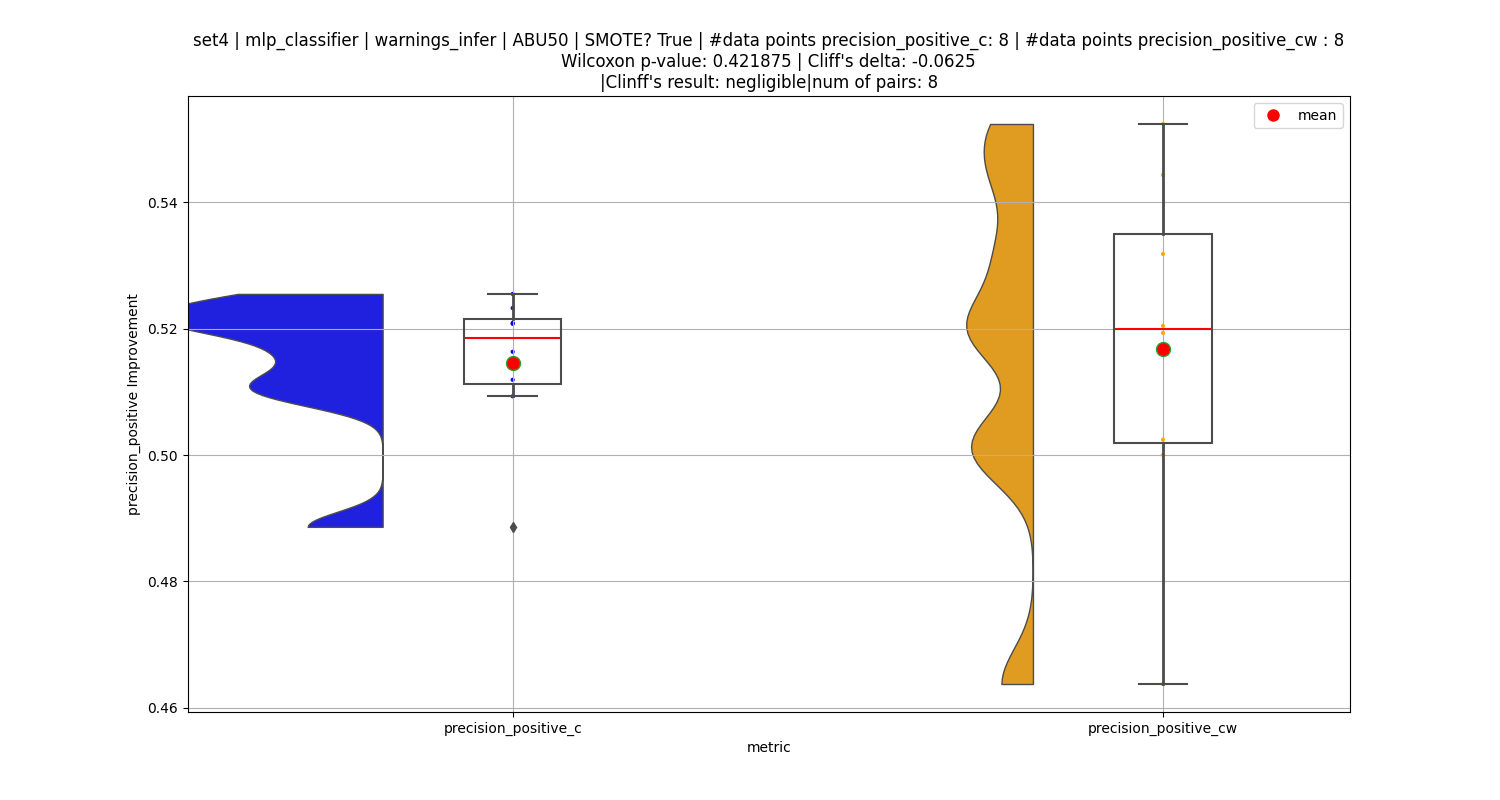 set4 | mlp_classifier | warnings_infer | ABU50 | SMOTE? True | #data points precision_positive_c: 8 | #data points precision_positive_cw : 8
Wilcoxon p-value: 0.421875 | Cliff's delta: -0.0625
|Clinff's result: negligible|num of pairs: 8
mean
precision_positive Improvement
0.54
0.52
0.50
0.48
0.46
precision_positive_c
precision_positive_cw
metric